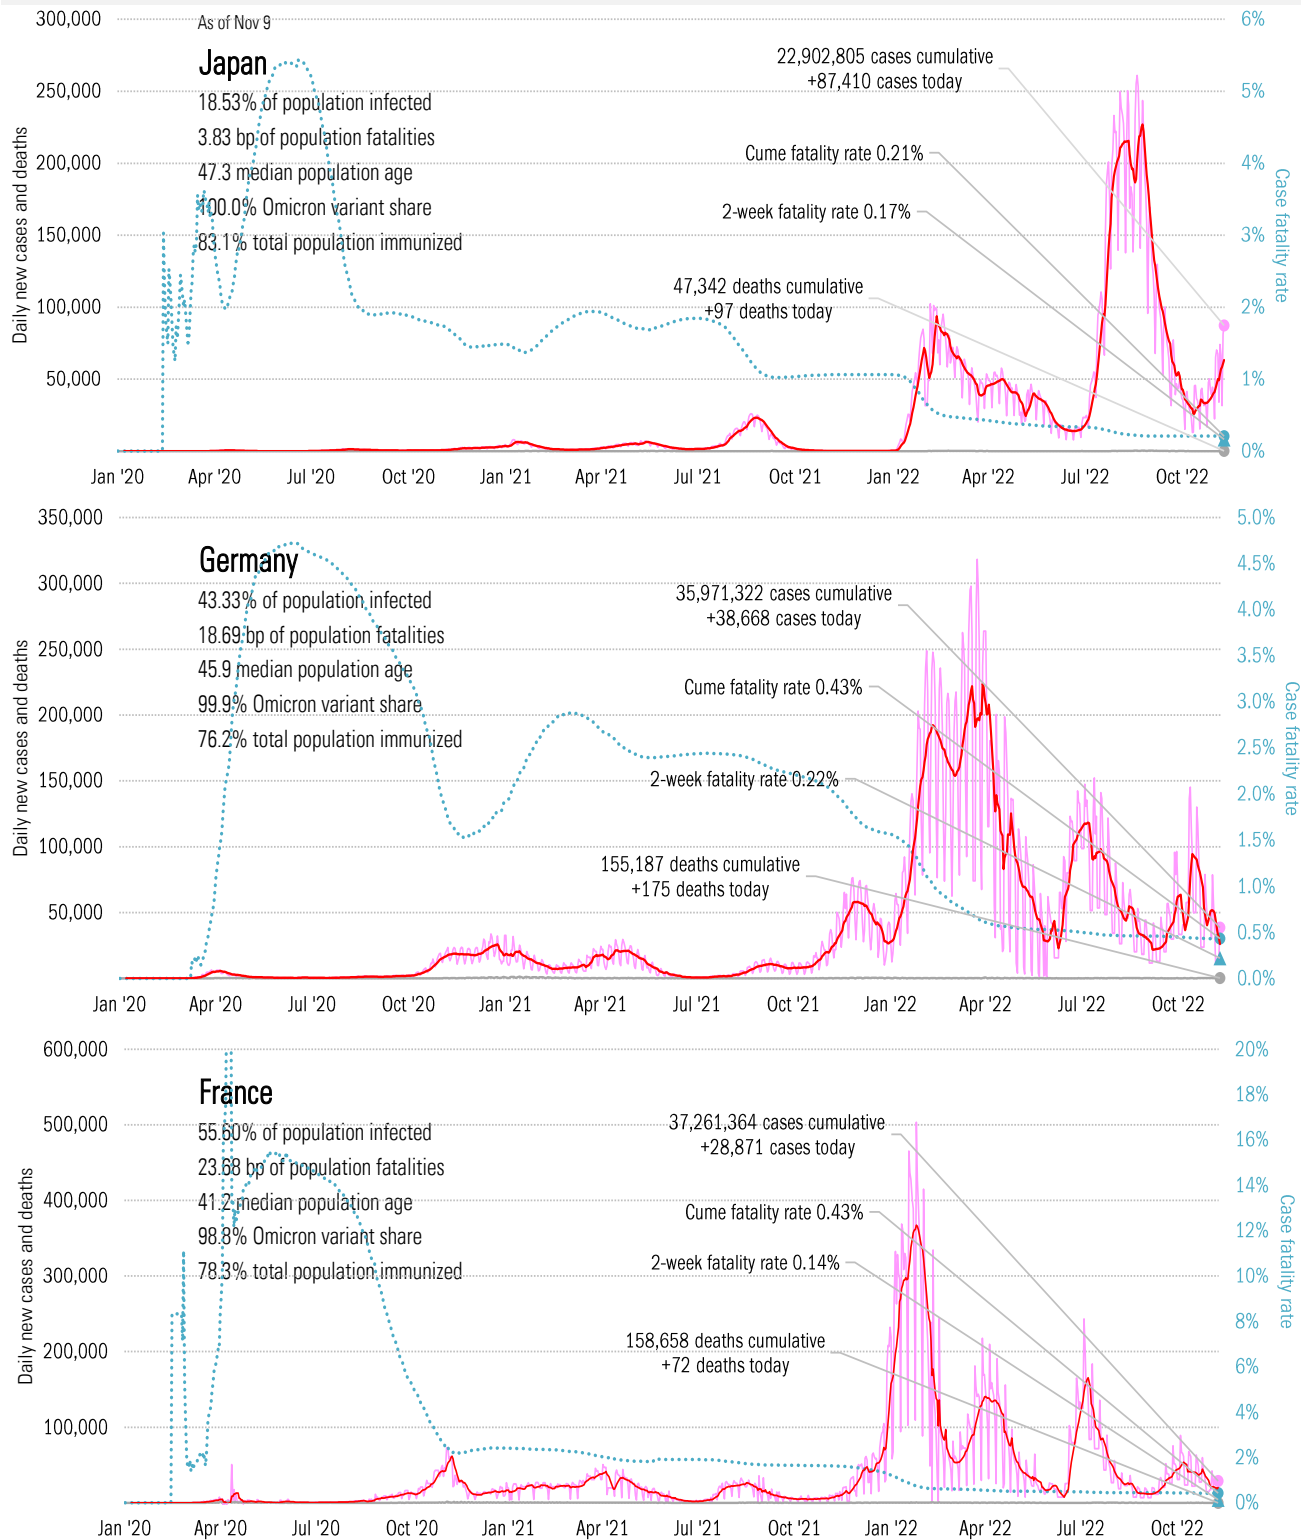 300,000
As of Nov 9
6%
Japan
22,902,805 cases cumulative
+87,410 cases today
250,000
5%
18.53% of population infected
3.83 bp of population fatalities
Cume fatality rate 0.21%
200,000
4%
47.3 median population age
100.0% Omicron variant share
2-week fatality rate 0.17%
150,000
3%
83.1% total population immunized
47,342 deaths cumulative
+97 deaths today
100,000
2%
50,000
1%
0%
Daily new cases and deaths
Case fatality rate
Jan '20 Apr '20 Jul '20 Oct '20 Jan '21 Apr '21 Jul '21 Oct '21 Jan '22 Apr '22 Jul '22 Oct '22
350,000
5.0%
Germany
4.5%
300,000
43.33% of population infected
35,971,322 cases cumulative
+38,668 cases today
4.0%
18.69 bp of population fatalities
250,000
3.5%
45.9 median population age
Cume fatality rate 0.43%
99.9% Omicron variant share
3.0%
200,000
76.2% total population immunized
2.5%
150,000
2-week fatality rate 0.22%
2.0%
100,000
1.5%
155,187 deaths cumulative
+175 deaths today
1.0%
50,000
0.5%
0.0%
Daily new cases and deaths
Case fatality rate
Jan '20 Apr '20 Jul '20 Oct '20 Jan '21 Apr '21 Jul '21 Oct '21 Jan '22 Apr '22 Jul '22 Oct '22
600,000
20%
France
18%
500,000
55.60% of population infected
37,261,364 cases cumulative
+28,871 cases today
16%
23.68 bp of population fatalities
14%
400,000
41.2 median population age
Cume fatality rate 0.43%
98.8% Omicron variant share
12%
2-week fatality rate 0.14%
78.3% total population immunized
300,000
10%
8%
158,658 deaths cumulative
+72 deaths today
200,000
6%
4%
100,000
2%
0%
Daily new cases and deaths
Case fatality rate
Jan '20 Apr '20 Jul '20 Oct '20 Jan '21 Apr '21 Jul '21 Oct '21 Jan '22 Apr '22 Jul '22 Oct '22